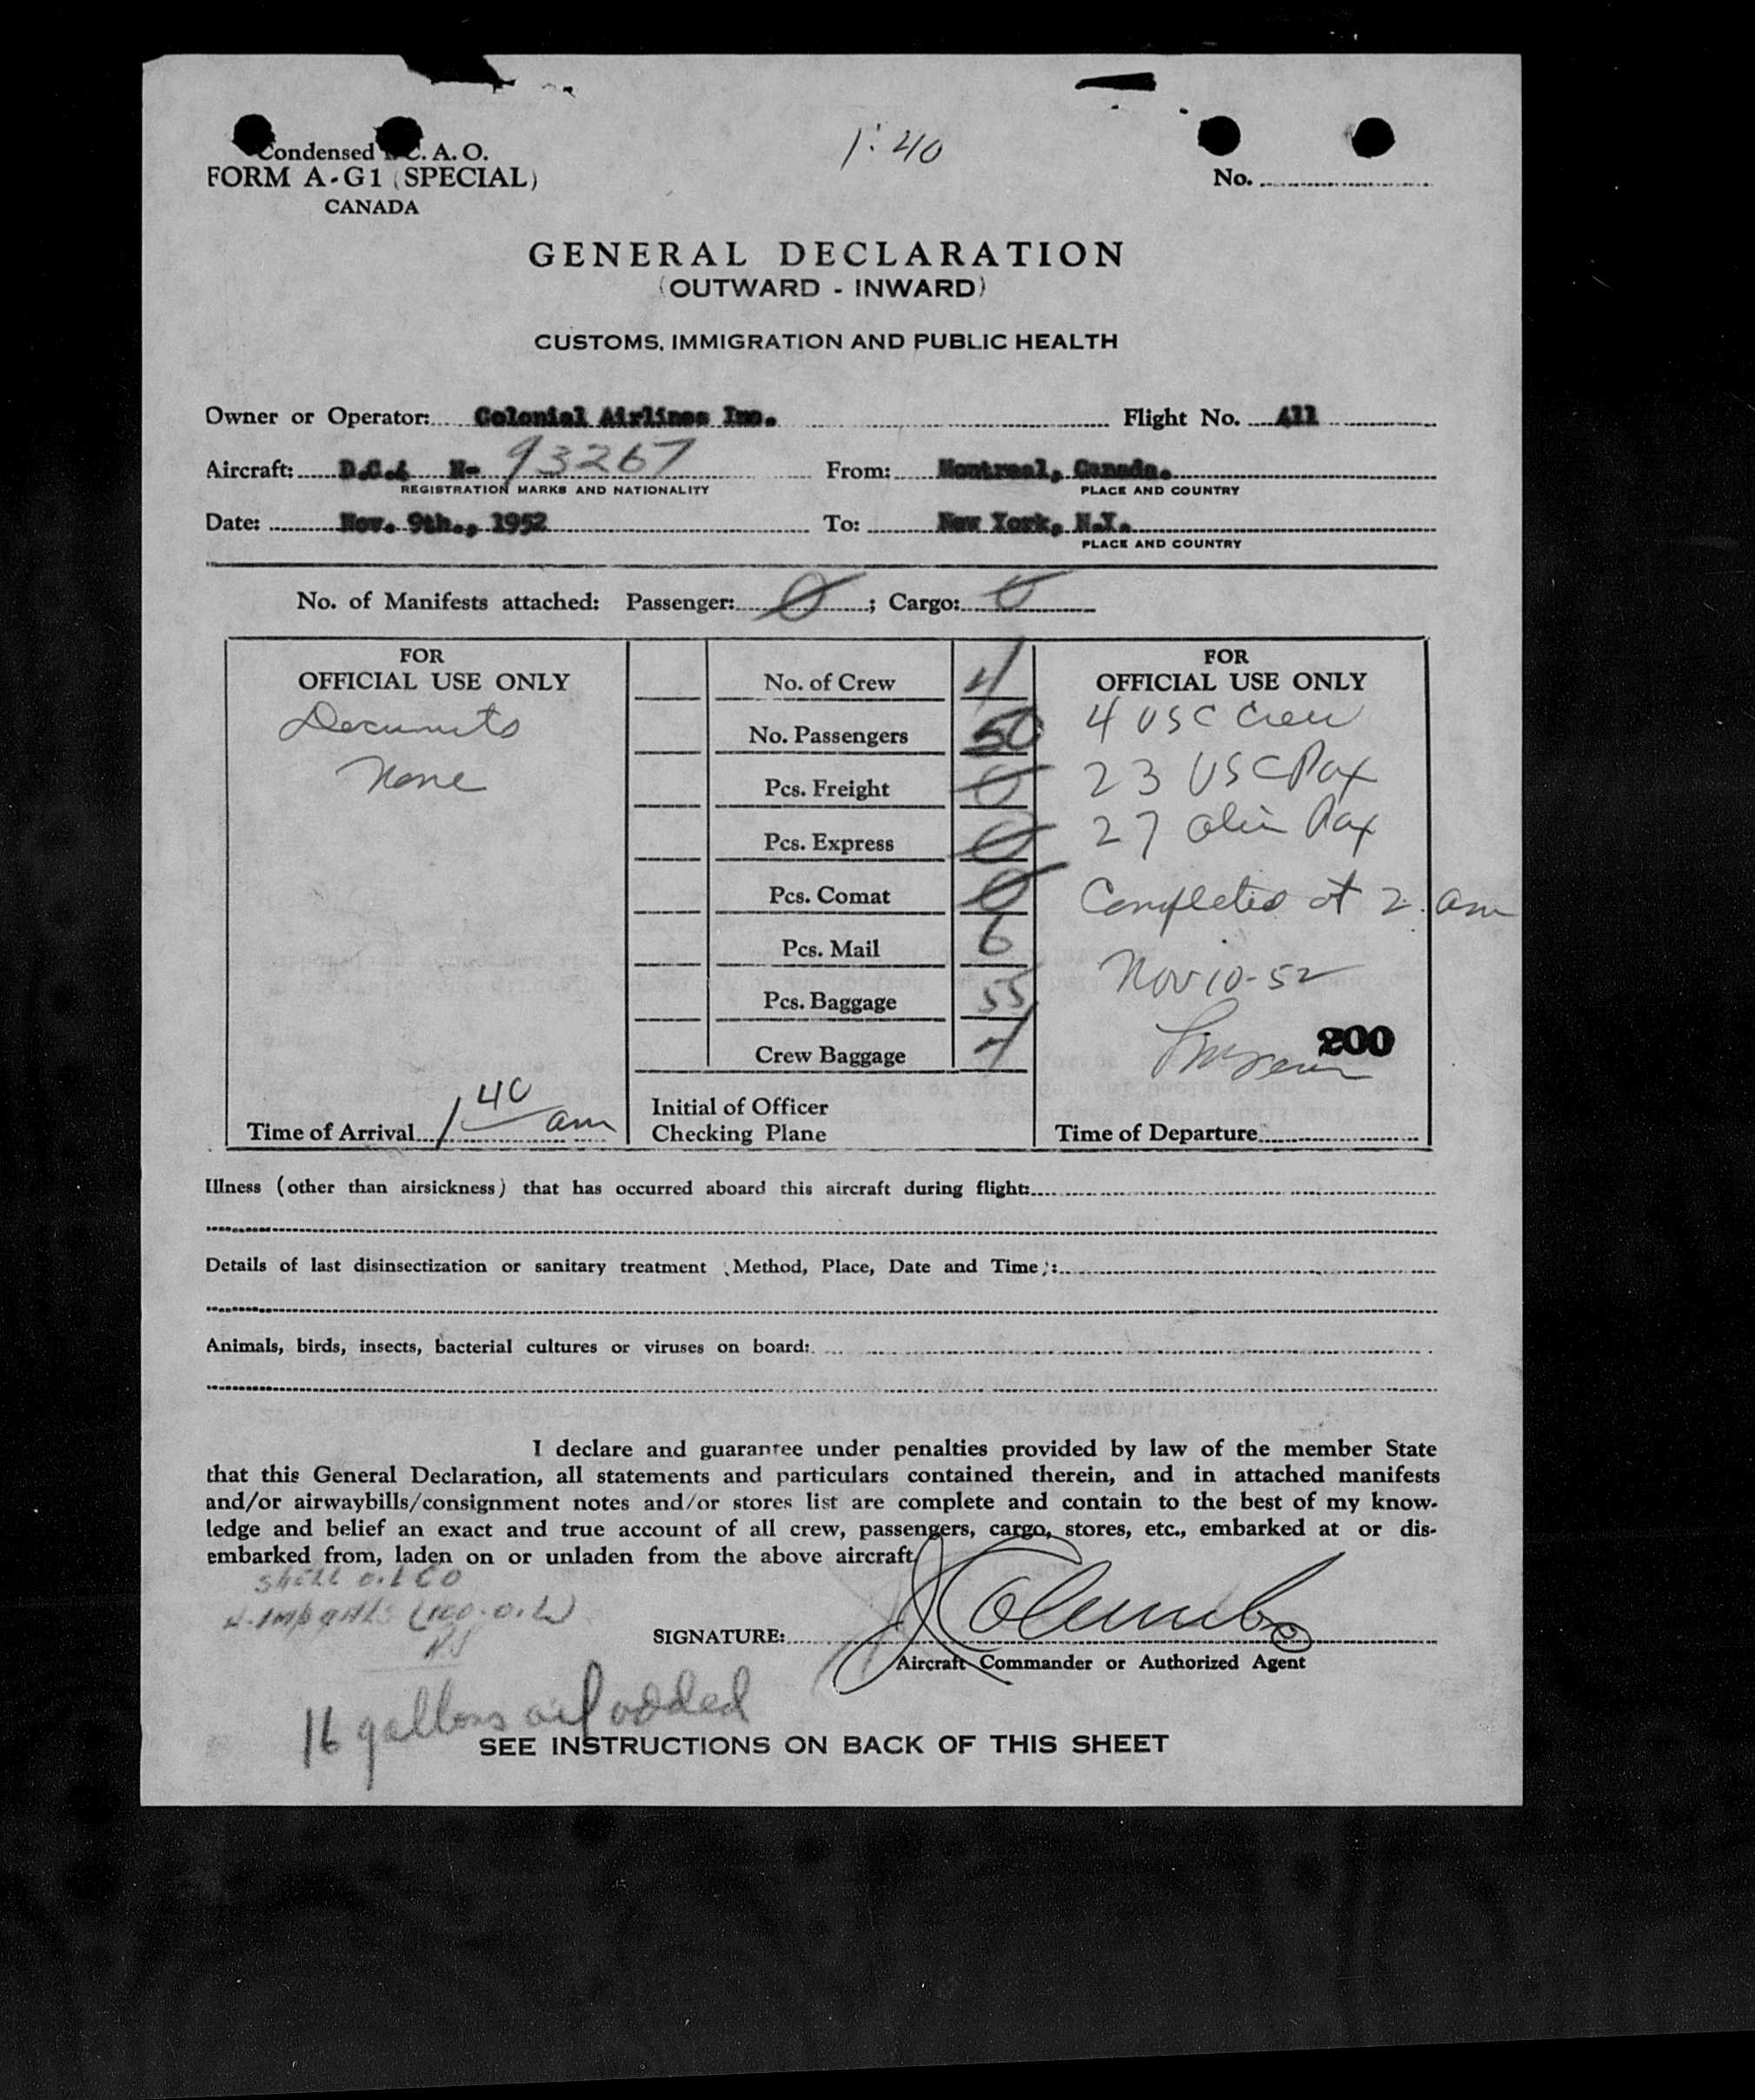 1:40
Condensed I.C.A.O.
FORM A-G1 (SPECIAL)
CANADA
No.
GENERAL DECLARATION
(OUTWARD - INWARD)
CUSTOMS, IMMIGRATION AND PUBLIC HEALTH
Owner or Operator: Colonial Airlines Inc. Flight No. 411
Aircraft: D.C.4 N- 93267 From: Montreal, Canada.
REGISTRATION MARKS AND NATIONALITY PLACE AND COUNTRY
Date: Nov. 9th., 1952 To: New York, N.Y.
PLACE AND COUNTRY
No. of Manifests attached: Passenger: 0; Cargo: 0
FOR
OFFICIAL USE ONLY
Documents
None
Time of Arrival 1 40 am
No. of Crew 4
No. Passengers 50
Pcs. Freight 0
Pcs. Express 0
Pcs. Comat 0
Pcs. Mail 6
Pcs. Baggage 55
Crew Baggage 4
Initial of Officer
Checking Plane
FOR
OFFICIAL USE ONLY
4 USC Crew
23 USC Pax
27 alien Pax
Completed at 2 am
Nov 10-52
200
Time of Departure
Illness (other than airsickness) that has occurred aboard this aircraft during flight:
Details of last disinsectization or sanitary treatment (Method, Place, Date and Time):
Animals, birds, insects, bacterial cultures or viruses on board:
I declare and guarantee under penalties provided by law of the member State
that this General Declaration, all statements and particulars contained therein, and in attached manifests
and/or airwaybills/consignment notes and/or stores list are complete and contain to the best of my know-
ledge and belief an exact and true account of all crew, passengers, cargo, stores, etc., embarked at or dis-
embarked from, laden on or unladen from the above aircraft
Shell oil Co
SIGNATURE: J Columbo
Aircraft Commander or Authorized Agent
16 gallons oil added
SEE INSTRUCTIONS ON BACK OF THIS SHEET